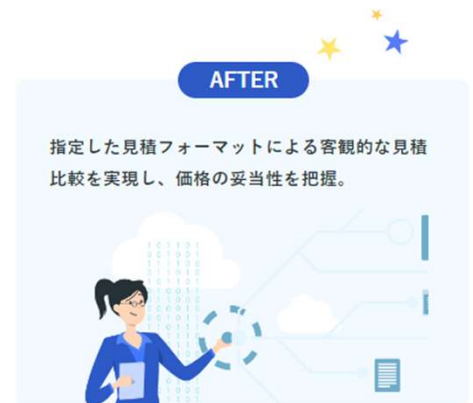 AFTER
指定した見積フォーマットによる客観的な見積
比較を実現し、価格の妥当性を把握。